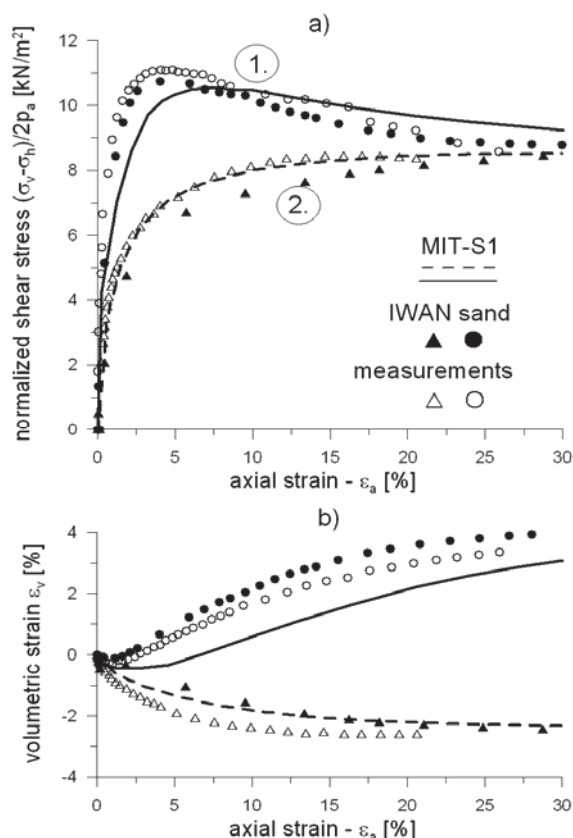 a)
normalized shear stress (σv-σh)/2pa [kN/m²]
12
10
8
6
4
2
0
1.
2.
MIT-S1
IWAN sand
measurements
0 5 10 15 20 25 30
axial strain - εa [%]
b)
volumetric strain εv [%]
4
2
0
-2
-4
0 5 10 15 20 25 30
axial strain - εa [%]